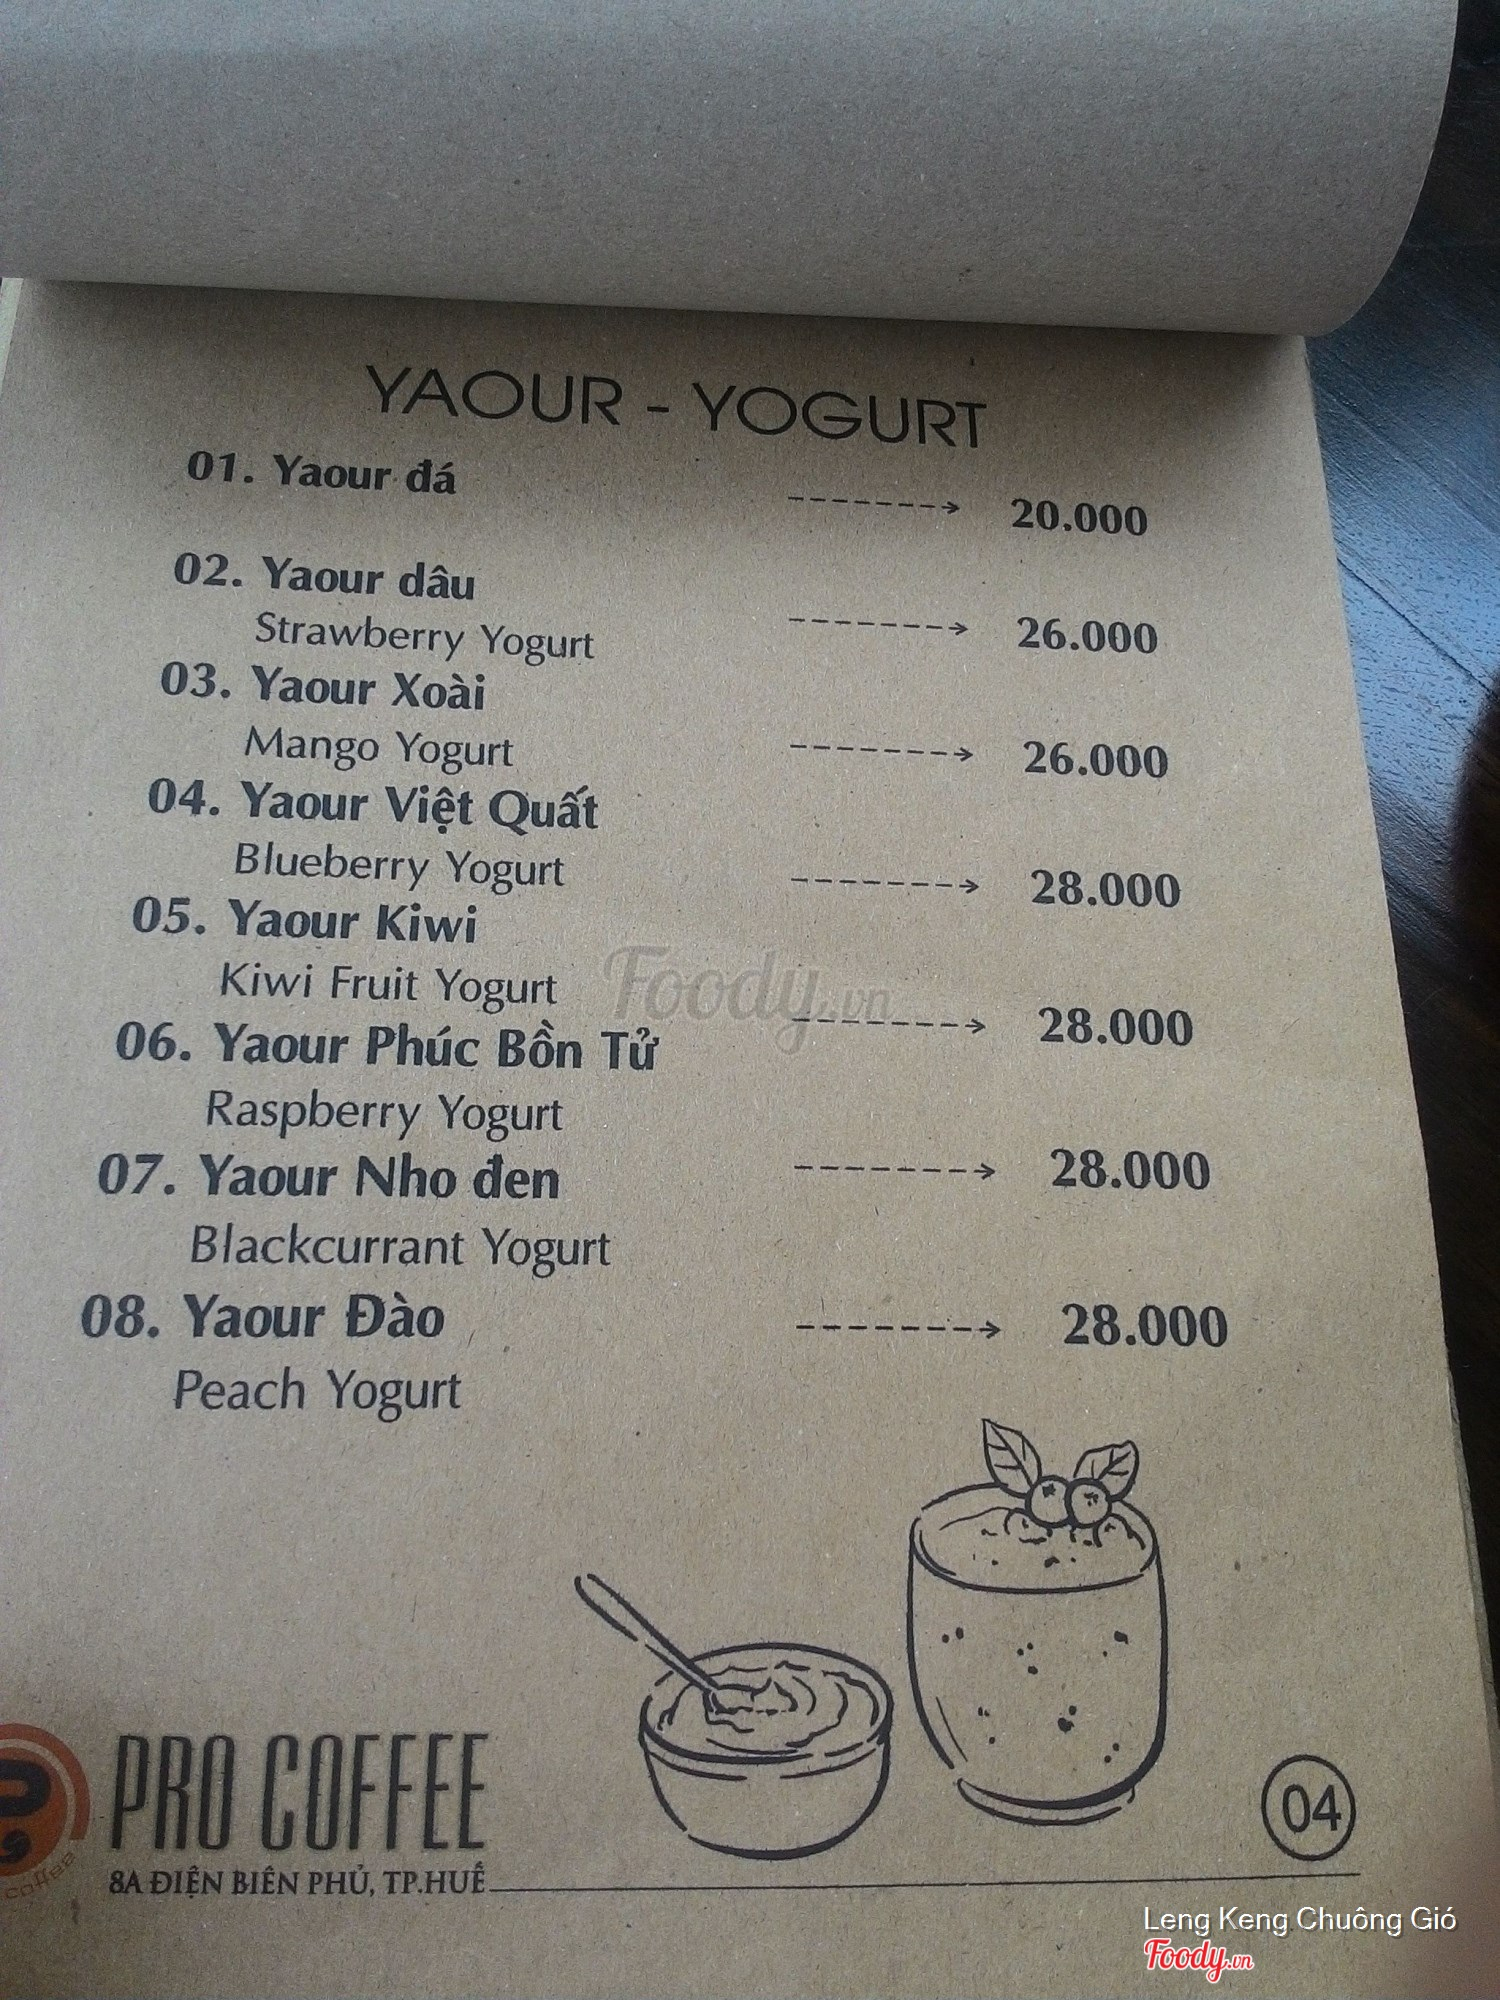 YAOUR - YOGURT
01. Yaour đá -------→ 20.000
02. Yaour dâu
Strawberry Yogurt -------→ 26.000
03. Yaour Xoài
Mango Yogurt -------→ 26.000
04. Yaour Việt Quất
Blueberry Yogurt -------→ 28.000
05. Yaour Kiwi
Kiwi Fruit Yogurt -------→ 28.000
06. Yaour Phúc Bồn Tử
Raspberry Yogurt
07. Yaour Nho đen -------→ 28.000
Blackcurrant Yogurt
08. Yaour Đào -------→ 28.000
Peach Yogurt
Foody.vn
PRO COFFEE
coffee
8A ĐIỆN BIÊN PHỦ, TP.HUẾ
04
Leng Keng Chuông Gió
Foody.vn